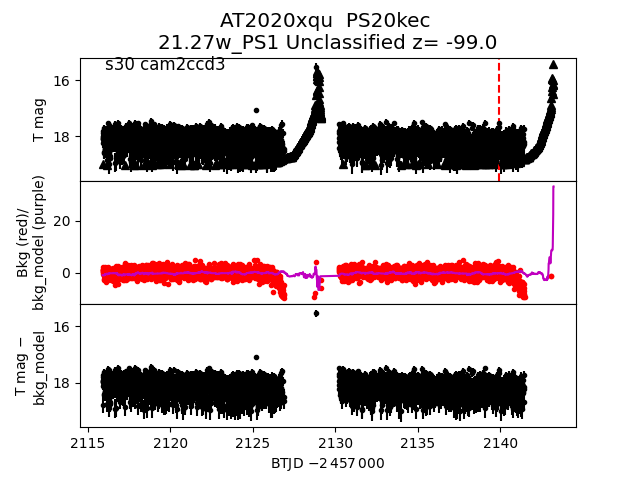 AT2020xqu  PS20kec
21.27w_PS1 Unclassified z= -99.0
s30 cam2ccd3
16
18
T mag
20
0
Bkg (red)/
bkg_model (purple)
16
18
T mag −
bkg_model
2115 2120 2125 2130 2135 2140
BTJD −2 457 000